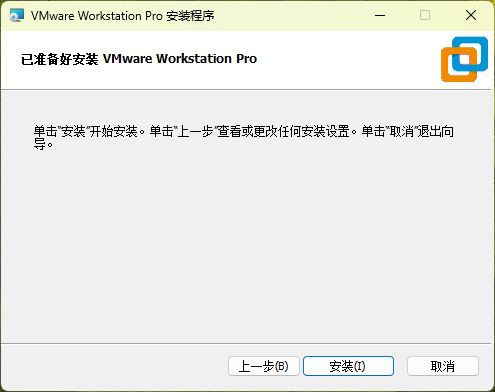 VMware Workstation Pro 安装程序
已准备好安装 VMware Workstation Pro
单击“安装”开始安装。单击“上一步”查看或更改任何安装设置。单击“取消”退出向
导。
上一步(B) 安装(I) 取消